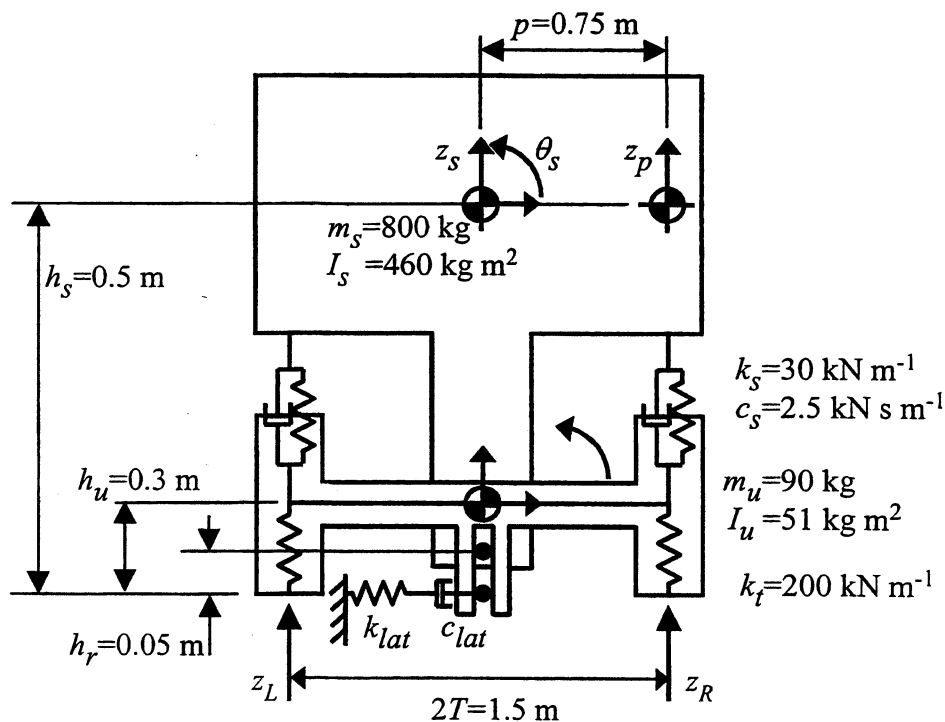 p=0.75 m
z_s
θ_s
z_p
m_s=800 kg
I_s =460 kg m²
h_s=0.5 m
k_s=30 kN m⁻¹
c_s=2.5 kN s m⁻¹
h_u=0.3 m
m_u=90 kg
I_u=51 kg m²
k_t=200 kN m⁻¹
k_lat
c_lat
h_r=0.05 m
z_L
z_R
2T=1.5 m